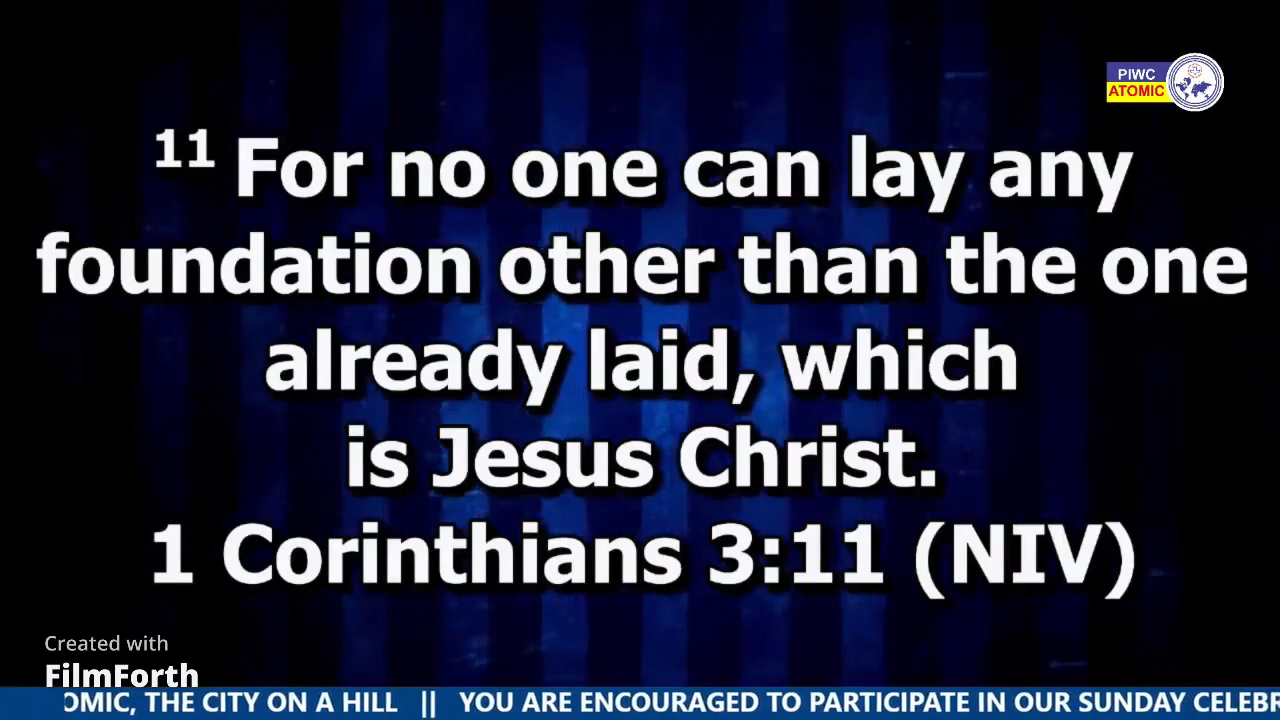 PIWC
ATOMIC
11 For no one can lay any
foundation other than the one
already laid, which
is Jesus Christ.
1 Corinthians 3:11 (NIV)
Created with
FilmForth
OMIC, THE CITY ON A HILL || YOU ARE ENCOURAGED TO PARTICIPATE IN OUR SUNDAY CELEBR